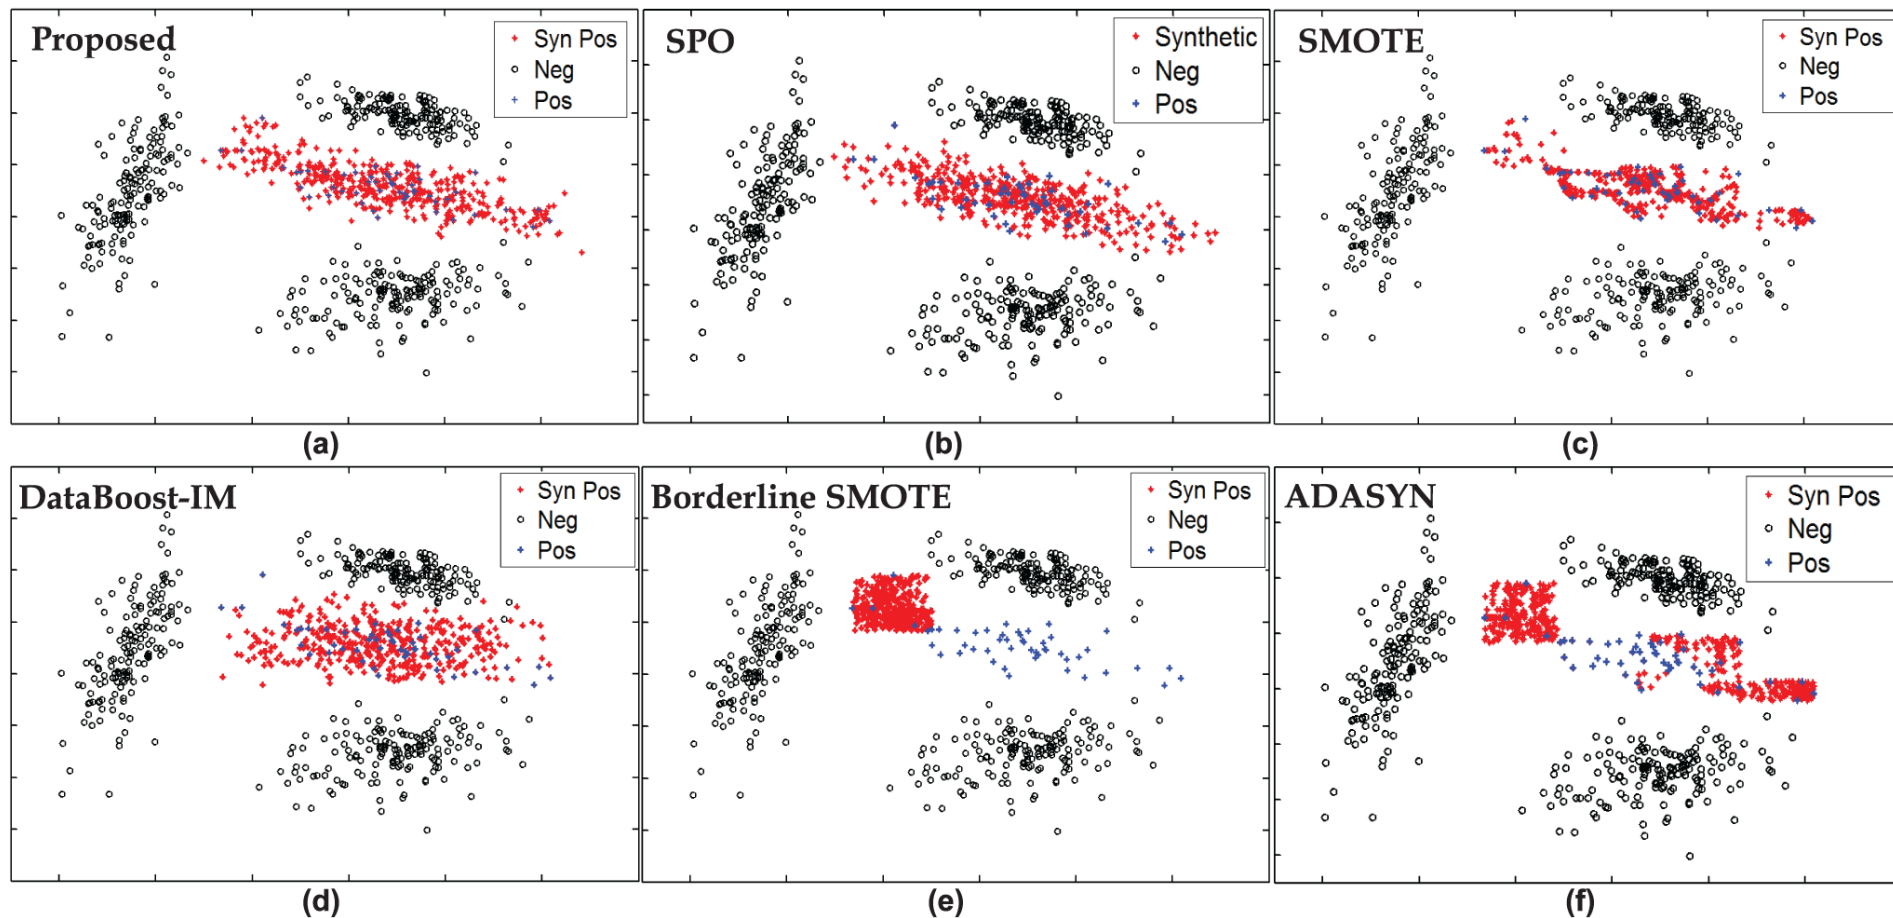 Proposed
Syn Pos
Neg
Pos
(a)
SPO
Synthetic
Neg
Pos
(b)
SMOTE
Syn Pos
Neg
Pos
(c)
DataBoost-IM
Syn Pos
Neg
Pos
(d)
Borderline SMOTE
Syn Pos
Neg
Pos
(e)
ADASYN
Syn Pos
Neg
Pos
(f)